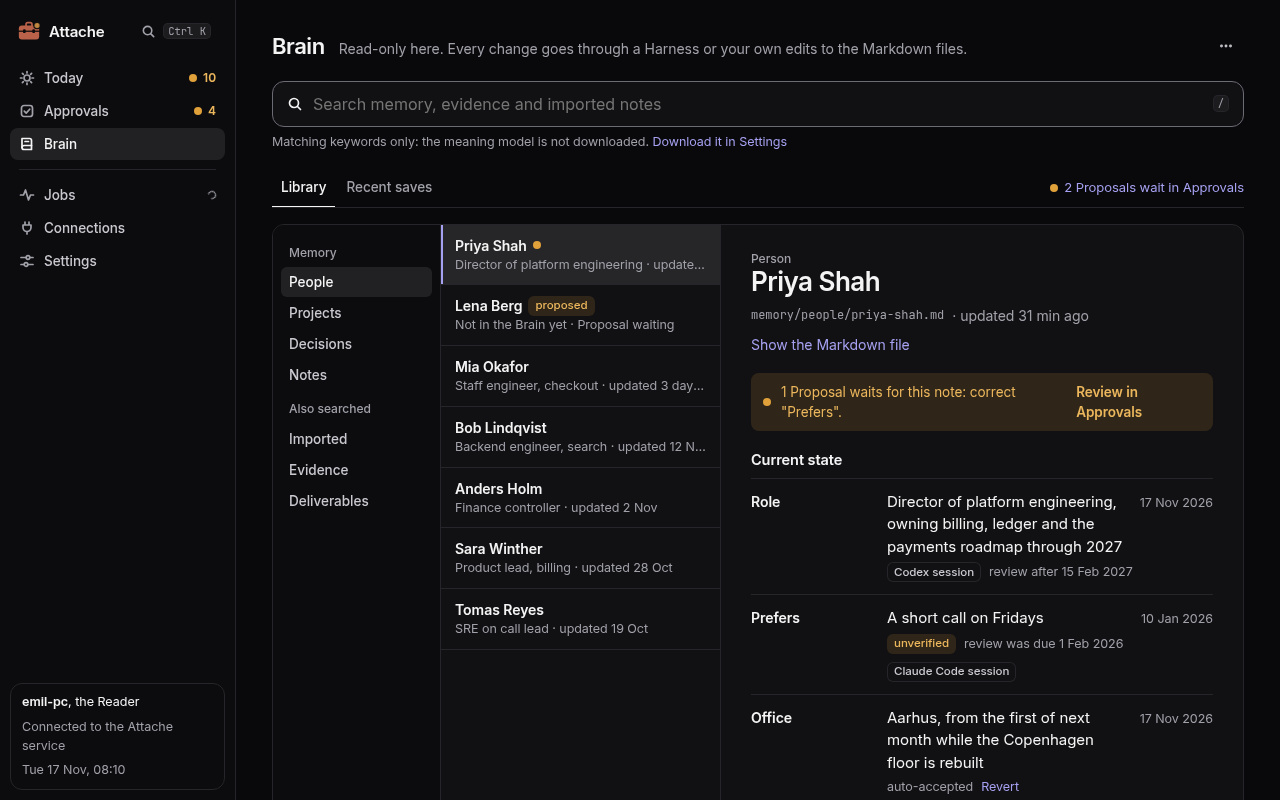 Attache
Ctrl K
Today
10
Approvals
4
Brain
Jobs
Connections
Settings
emil-pc, the Reader
Connected to the Attache
service
Tue 17 Nov, 08:10
Brain
Read-only here. Every change goes through a Harness or your own edits to the Markdown files.
Search memory, evidence and imported notes
/
Matching keywords only: the meaning model is not downloaded. Download it in Settings
Library
Recent saves
2 Proposals wait in Approvals
Memory
People
Projects
Decisions
Notes
Also searched
Imported
Evidence
Deliverables
Priya Shah
Director of platform engineering · update…
Lena Berg proposed
Not in the Brain yet · Proposal waiting
Mia Okafor
Staff engineer, checkout · updated 3 day…
Bob Lindqvist
Backend engineer, search · updated 12 N…
Anders Holm
Finance controller · updated 2 Nov
Sara Winther
Product lead, billing · updated 28 Oct
Tomas Reyes
SRE on call lead · updated 19 Oct
Person
Priya Shah
memory/people/priya-shah.md · updated 31 min ago
Show the Markdown file
1 Proposal waits for this note: correct
"Prefers".
Review in
Approvals
Current state
Role
Director of platform engineering,
owning billing, ledger and the
payments roadmap through 2027
17 Nov 2026
Codex session review after 15 Feb 2027
Prefers
A short call on Fridays
10 Jan 2026
unverified review was due 1 Feb 2026
Claude Code session
Office
Aarhus, from the first of next
month while the Copenhagen
floor is rebuilt
17 Nov 2026
auto-accepted Revert